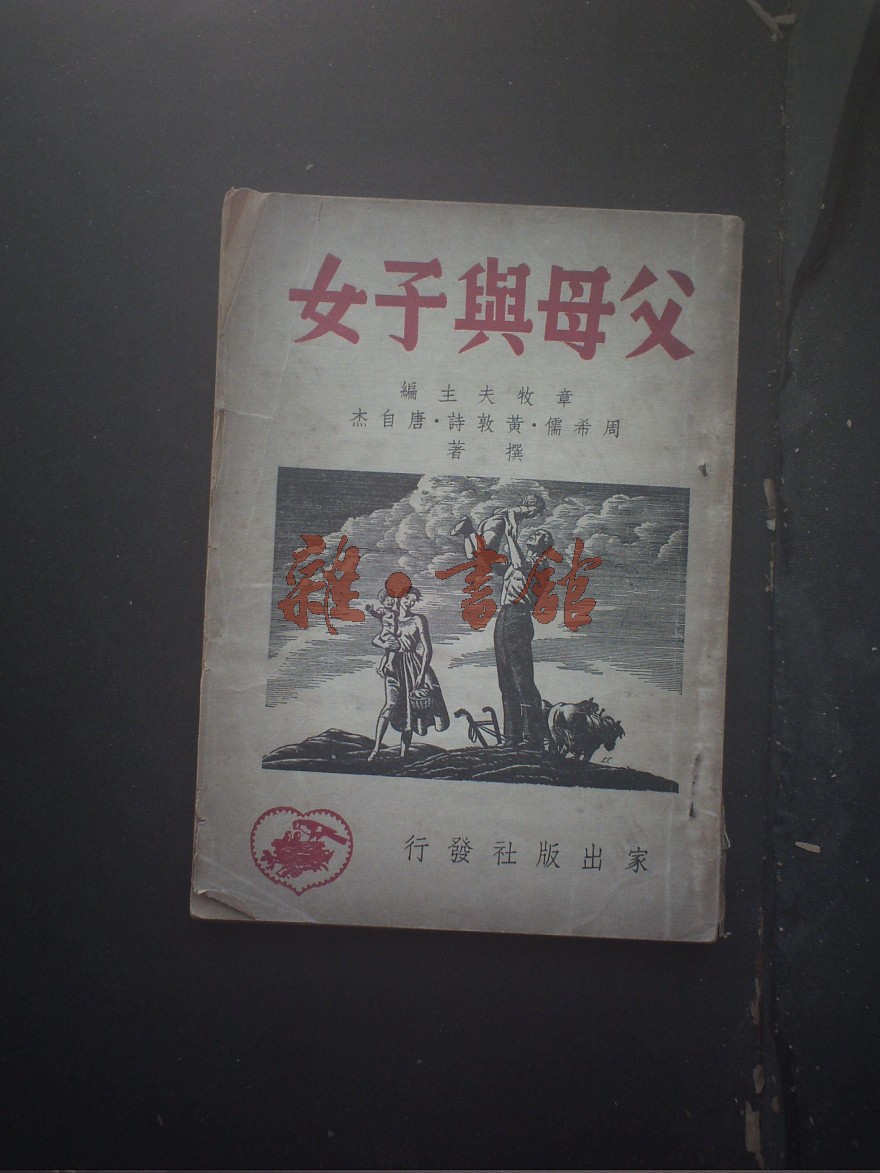 父母與子女
章牧夫主編
周希儒·黃敦詩·唐自杰
撰著
雜·書館
家出版社發行